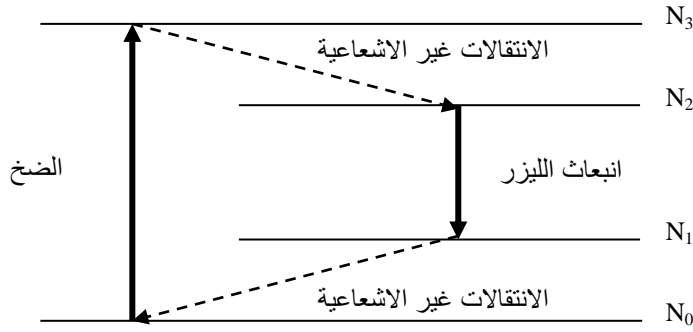 N₃
الانتقالات غير الاشعاعية
N₂
الضخ
انبعاث الليزر
N₁
الانتقالات غير الاشعاعية
N₀